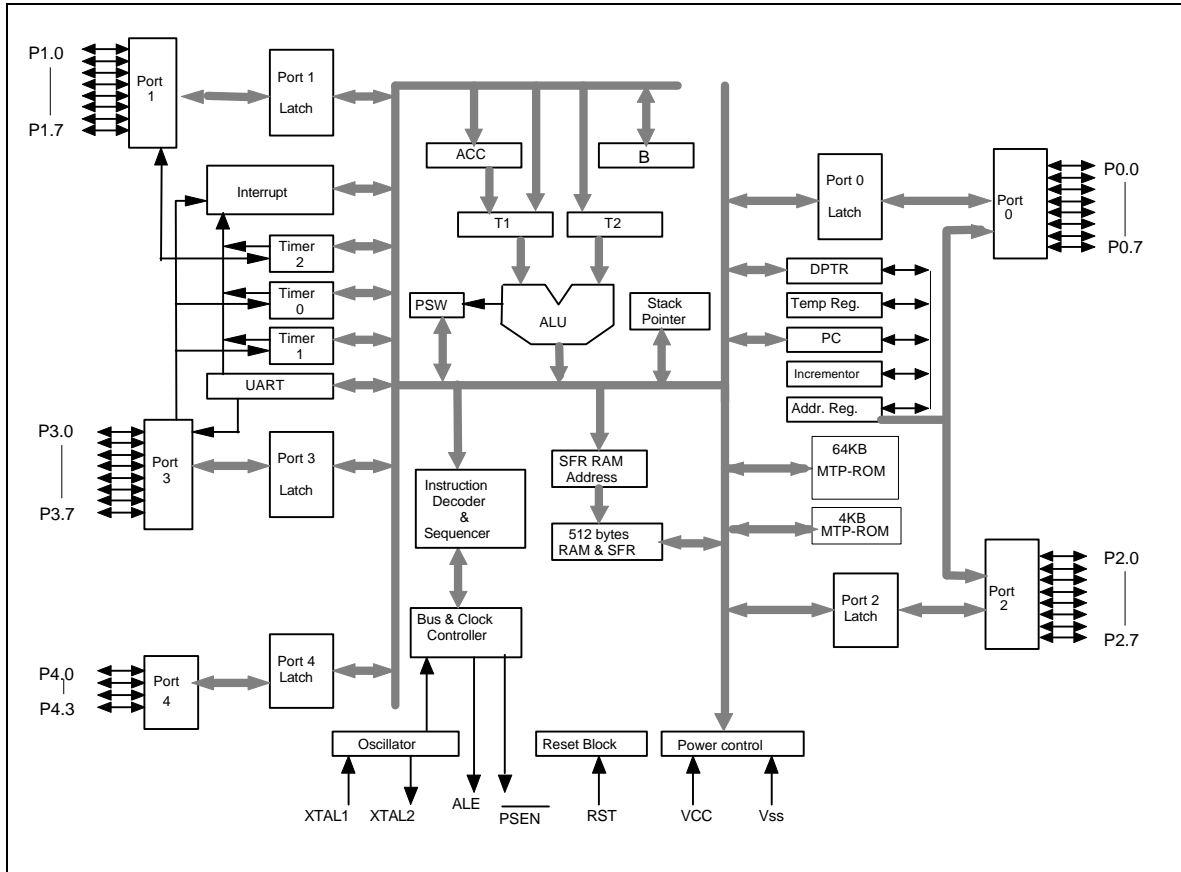 P1.0
P1.7
Port
1
Port 1
Latch
ACC
B
Interrupt
T1
T2
Timer
2
Timer
0
Timer
1
UART
PSW
ALU
Stack
Pointer
Port 0
Latch
Port
0
P0.0
P0.7
DPTR
Temp Reg.
PC
Incrementor
Addr. Reg.
P3.0
P3.7
Port
3
Port 3
Latch
Instruction
Decoder
&
Sequencer
SFR RAM
Address
512 bytes
RAM & SFR
64KB
MTP-ROM
4KB
MTP-ROM
Port 2
Latch
Port
2
P2.0
P2.7
Bus & Clock
Controller
P4.0
P4.3
Port
4
Port 4
Latch
Oscillator
Reset Block
Power control
XTAL1
XTAL2
ALE
PSEN
RST
VCC
Vss